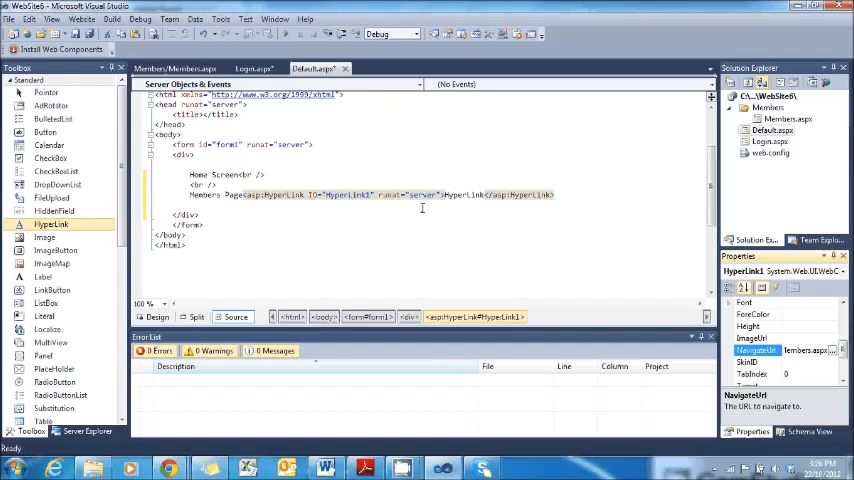 WebSite6 - Microsoft Visual Studio
File Edit View Website Build Debug Team Data Tools Test Window Help
Debug
Install Web Components
Toolbox
Standard
Pointer
AdRotator
BulletedList
Button
Calendar
CheckBox
CheckBoxList
DropDownList
FileUpload
HiddenField
HyperLink
Image
ImageButton
ImageMap
Label
LinkButton
ListBox
Literal
Localize
MultiView
Panel
PlaceHolder
RadioButton
RadioButtonList
Substitution
Table
Toolbox Server Explorer
Members/Members.aspx Login.aspx* Default.aspx*
Server Objects & Events (No Events)
<html xmlns="http://www.w3.org/1999/xhtml">
<head runat="server">
<title></title>
</head>
<body>
<form id="form1" runat="server">
<div>
Home Screen<br />
<br />
Members Page<asp:HyperLink ID="HyperLink1" runat="server">HyperLink</asp:HyperLink>
</div>
</form>
</body>
</html>
100 %
Design Split Source <html> <body> <form#form1> <div> <asp:HyperLink#HyperLink1>
Error List
0 Errors 0 Warnings 0 Messages
Description File Line Column Project
Solution Explorer
C:\...\WebSite6\
Members
Members.aspx
Default.aspx
Login.aspx
web.config
Solution Ex... Team Explo...
Properties
HyperLink1 System.Web.UI.WebC
Font
ForeColor
Height
ImageUrl
NavigateUrl lembers.aspx ...
SkinID
TabIndex 0
NavigateUrl
The URL to navigate to.
Properties Schema View
Ready
3:26 PM
23/10/2012